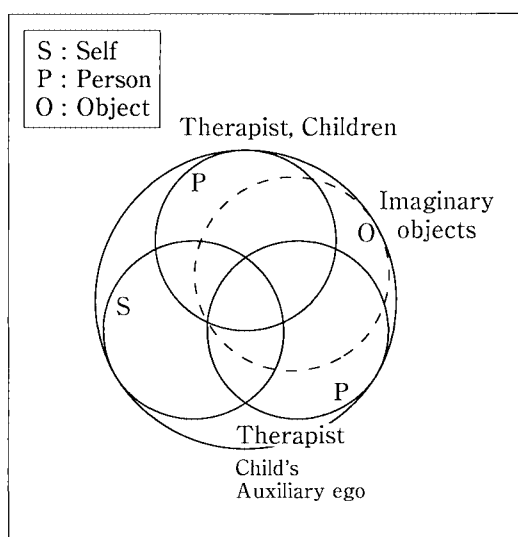 S : Self
P : Person
O : Object
Therapist, Children
P
Imaginary
objects
O
S
P
Therapist
Child's
Auxiliary ego